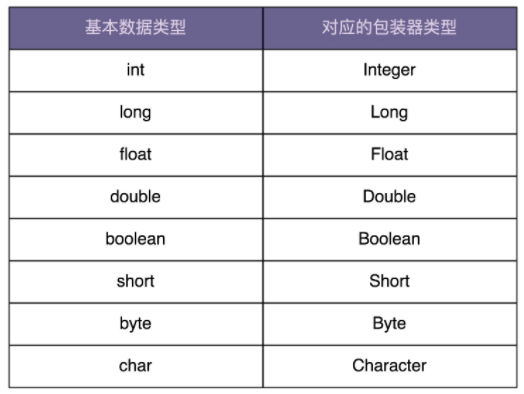 基本数据类型 对应的包装器类型
int Integer
long Long
float Float
double Double
boolean Boolean
short Short
byte Byte
char Character